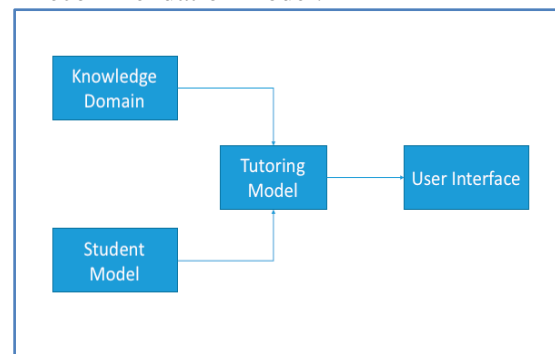 Knowledge
Domain
Tutoring
Model
User Interface
Student
Model